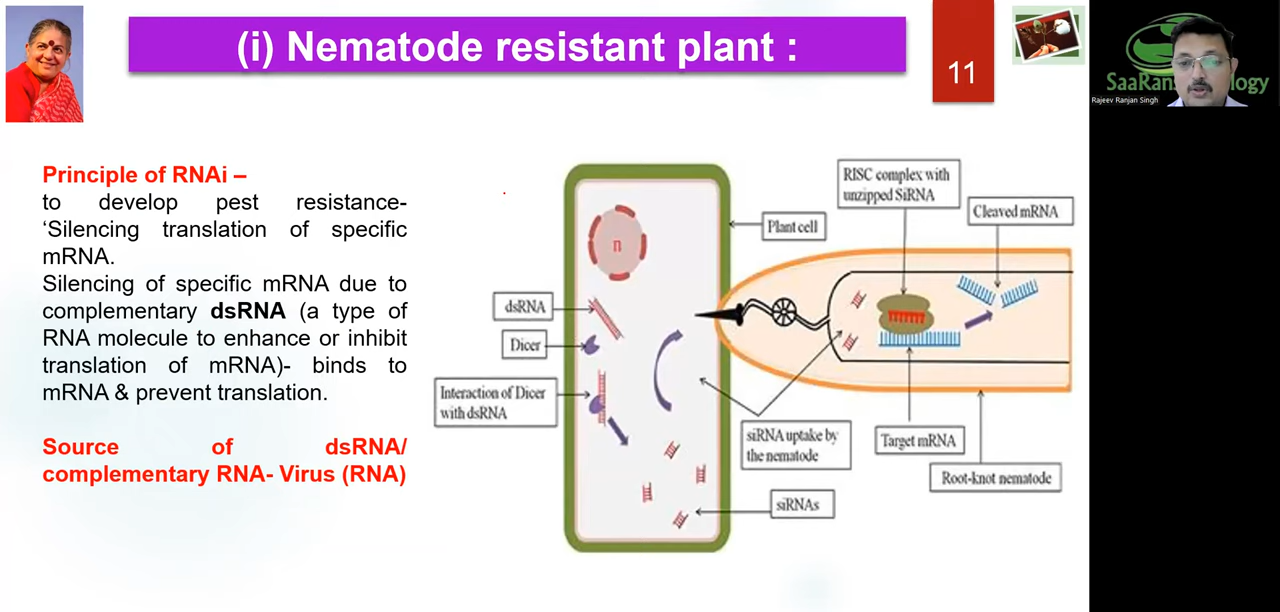 (i) Nematode resistant plant :
11
Rajeev Ranjan Singh
Principle of RNAi –
to develop pest resistance-
‘Silencing translation of specific
mRNA.
Silencing of specific mRNA due to
complementary dsRNA (a type of
RNA molecule to enhance or inhibit
translation of mRNA)- binds to
mRNA & prevent translation.
Source of dsRNA/
complementary RNA- Virus (RNA)
n
dsRNA
Dicer
Interaction of Dicer
with dsRNA
Plant cell
RISC complex with
unzipped SiRNA
Cleaved mRNA
siRNA uptake by
the nematode
Target mRNA
Root-knot nematode
siRNAs